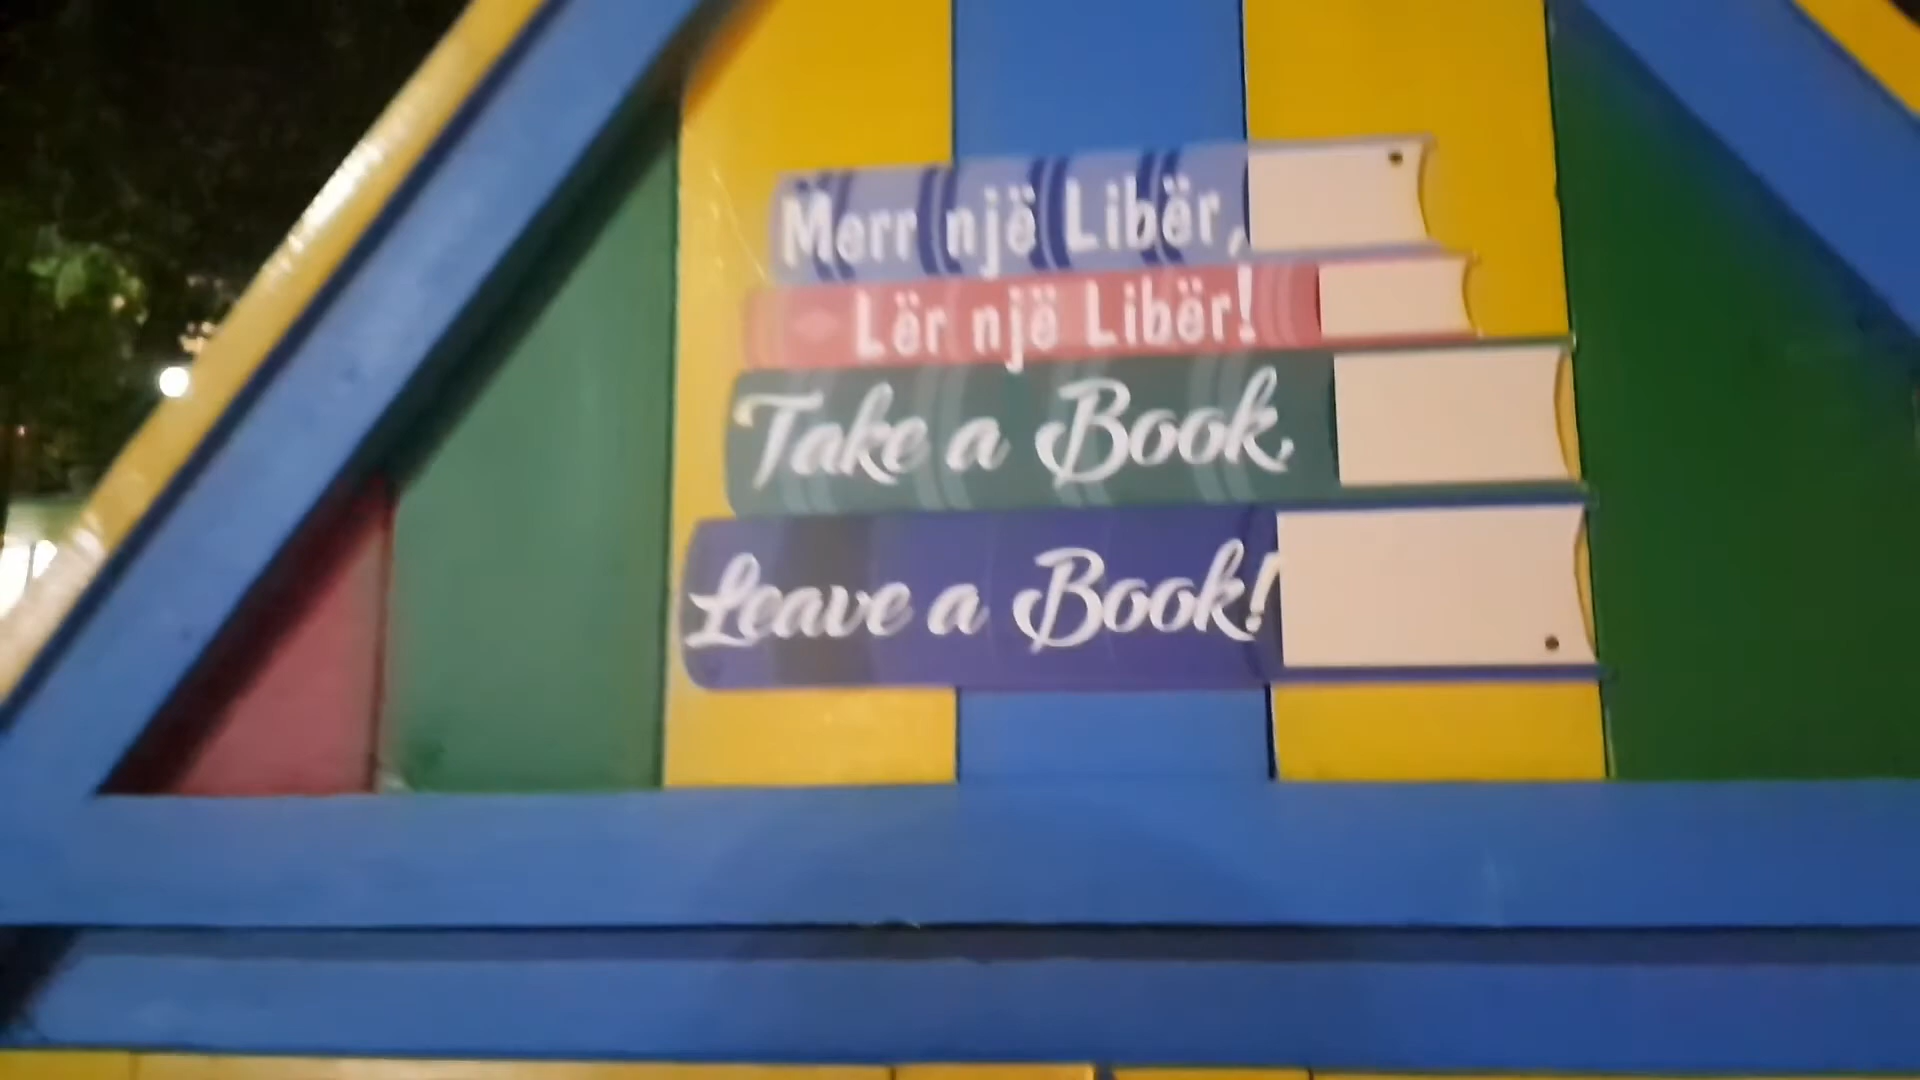 Merr një Libër,
Lër një Libër!
Take a Book,
Leave a Book!